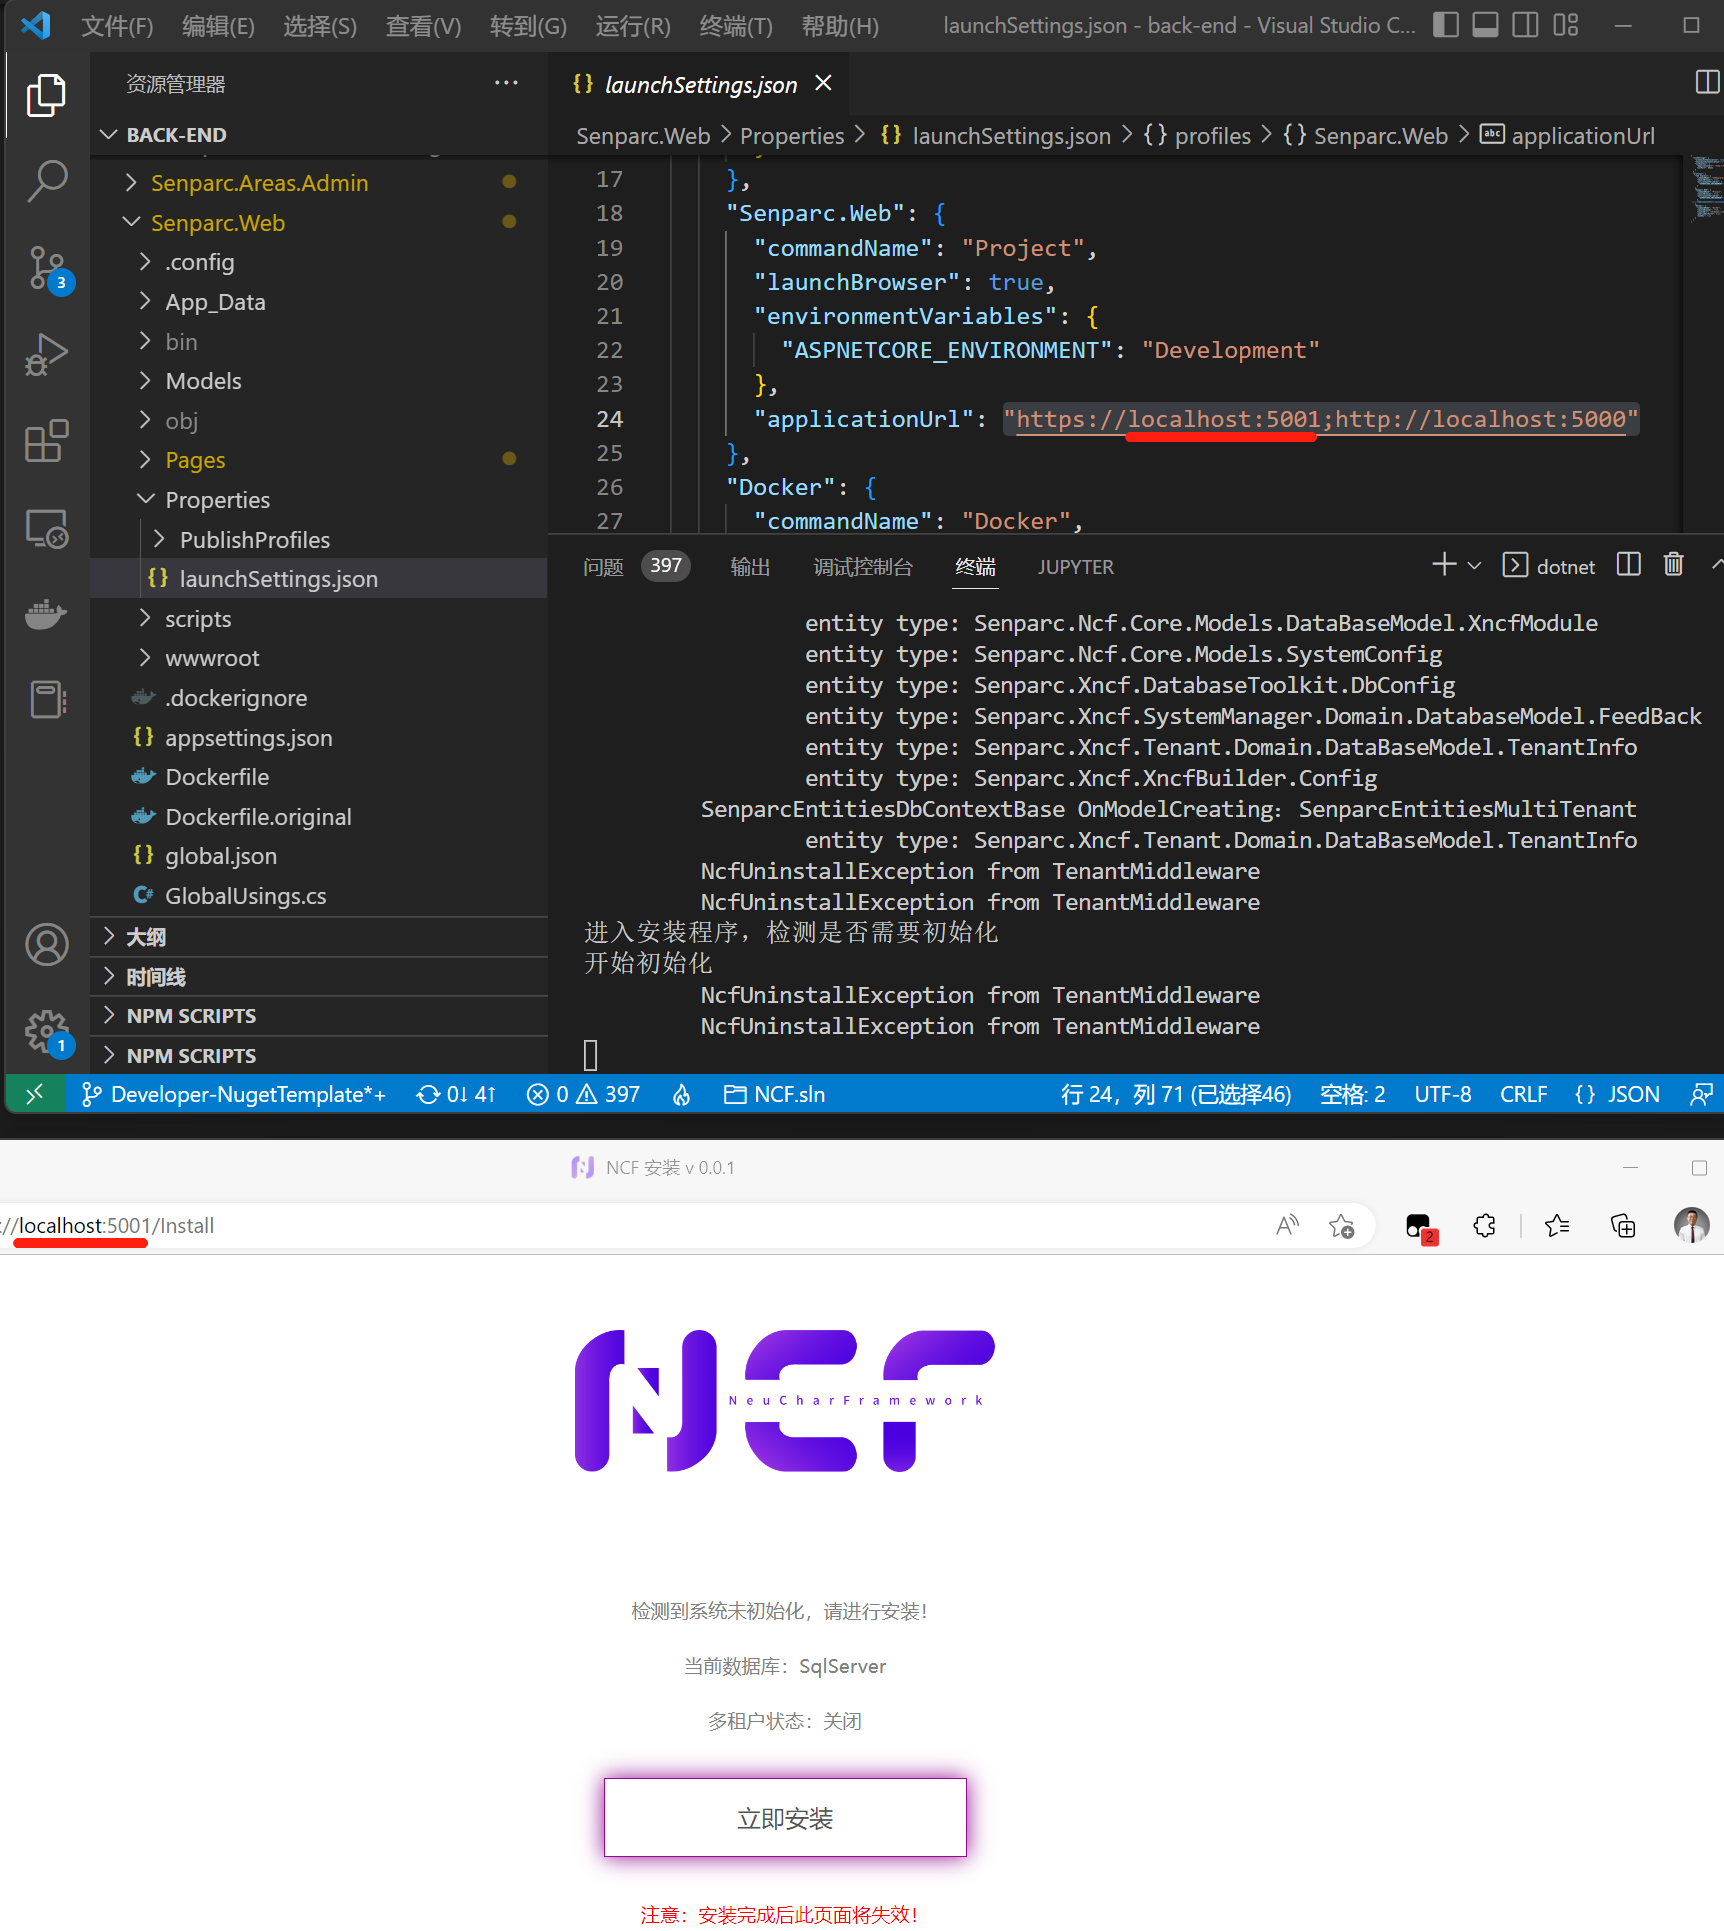 文件(F) 编辑(E) 选择(S) 查看(V) 转到(G) 运行(R) 终端(T) 帮助(H) launchSettings.json - back-end - Visual Studio C...
资源管理器
BACK-END
Senparc.Areas.Admin
Senparc.Web
.config
App_Data
bin
Models
obj
Pages
Properties
PublishProfiles
launchSettings.json
scripts
wwwroot
.dockerignore
appsettings.json
Dockerfile
Dockerfile.original
global.json
GlobalUsings.cs
大纲
时间线
NPM SCRIPTS
NPM SCRIPTS
3
1
launchSettings.json
Senparc.Web > Properties > {} launchSettings.json > {} profiles > {} Senparc.Web > abc applicationUrl
17 },
18 "Senparc.Web": {
19 "commandName": "Project",
20 "launchBrowser": true,
21 "environmentVariables": {
22 "ASPNETCORE_ENVIRONMENT": "Development"
23 },
24 "applicationUrl": "https://localhost:5001;http://localhost:5000"
25 },
26 "Docker": {
27 "commandName": "Docker",
问题 397 输出 调试控制台 终端 JUPYTER dotnet
entity type: Senparc.Ncf.Core.Models.DataBaseModel.XncfModule
entity type: Senparc.Ncf.Core.Models.SystemConfig
entity type: Senparc.Xncf.DatabaseToolkit.DbConfig
entity type: Senparc.Xncf.SystemManager.Domain.DatabaseModel.FeedBack
entity type: Senparc.Xncf.Tenant.Domain.DataBaseModel.TenantInfo
entity type: Senparc.Xncf.XncfBuilder.Config
SenparcEntitiesDbContextBase OnModelCreating：SenparcEntitiesMultiTenant
entity type: Senparc.Xncf.Tenant.Domain.DataBaseModel.TenantInfo
NcfUninstallException from TenantMiddleware
NcfUninstallException from TenantMiddleware
进入安装程序，检测是否需要初始化
开始初始化
NcfUninstallException from TenantMiddleware
NcfUninstallException from TenantMiddleware
Developer-NugetTemplate*+ 0↓ 4↑ 0 397 NCF.sln 行 24，列 71 (已选择46) 空格: 2 UTF-8 CRLF {} JSON
NCF 安装 v 0.0.1
://localhost:5001/Install
2
NCF
NeuCharFramework
检测到系统未初始化，请进行安装！
当前数据库：SqlServer
多租户状态：关闭
立即安装
注意：安装完成后此页面将失效！